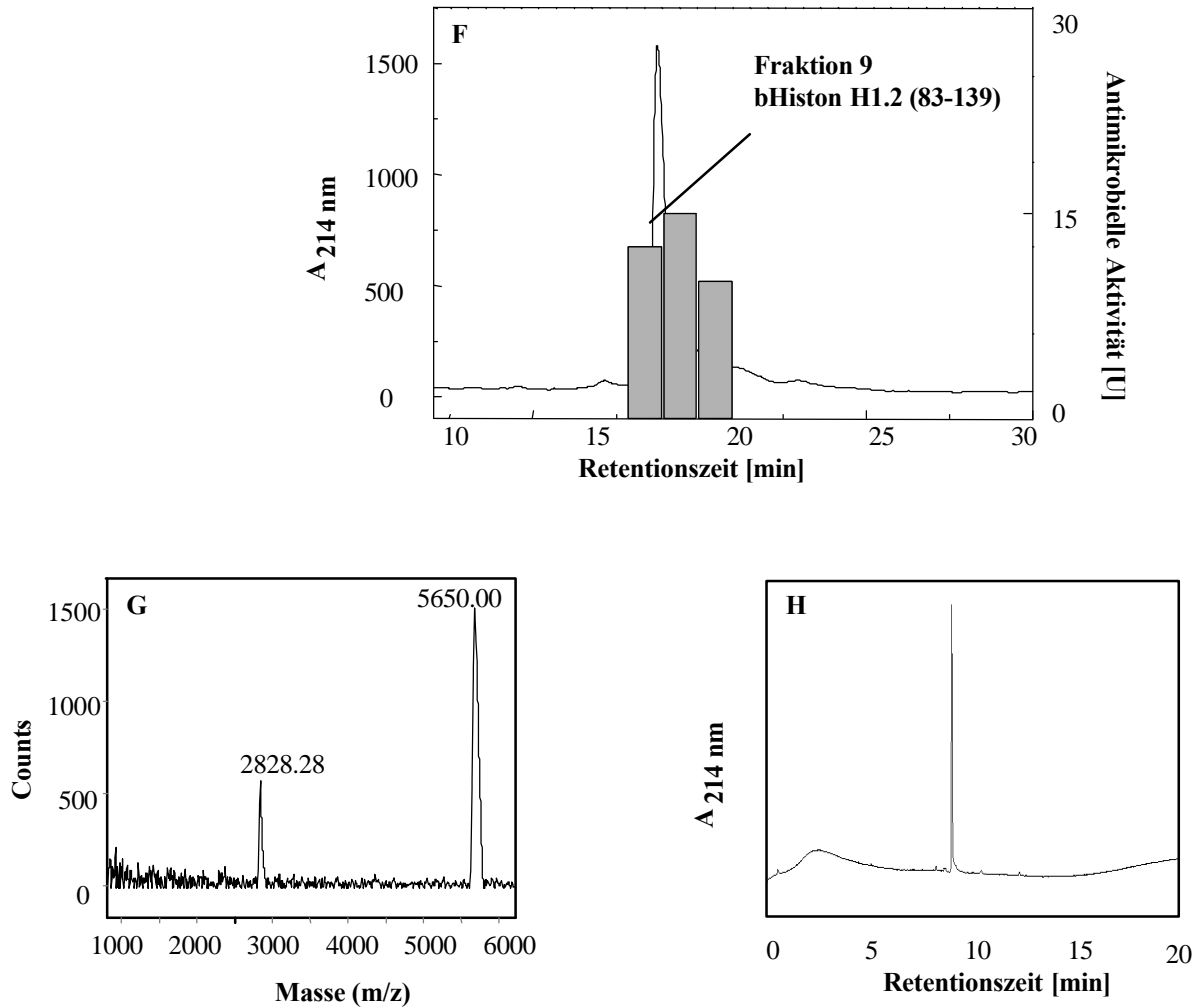 F
Fraktion 9
bHiston H1.2 (83-139)
A 214 nm
1500
1000
500
0
30
15
0
Antimikrobielle Aktivität [U]
10 15 20 25 30
Retentionszeit [min]
G
5650.00
2828.28
Counts
1500
1000
500
0
1000 2000 3000 4000 5000 6000
Masse (m/z)
H
A 214 nm
0 5 10 15 20
Retentionszeit [min]